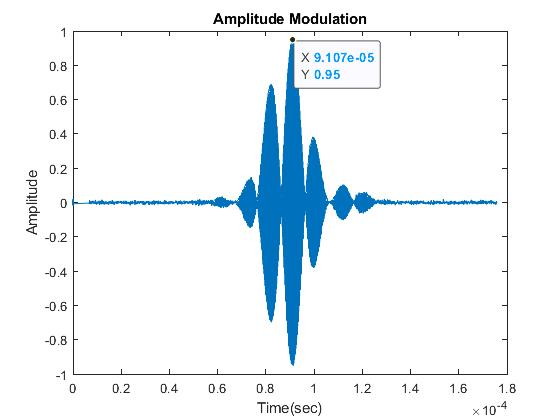 Amplitude Modulation
X 9.107e-05
Y 0.95
1
0.8
0.6
0.4
0.2
0
-0.2
-0.4
-0.6
-0.8
-1
Amplitude
0 0.2 0.4 0.6 0.8 1 1.2 1.4 1.6 1.8
Time(sec)
×10⁻⁴